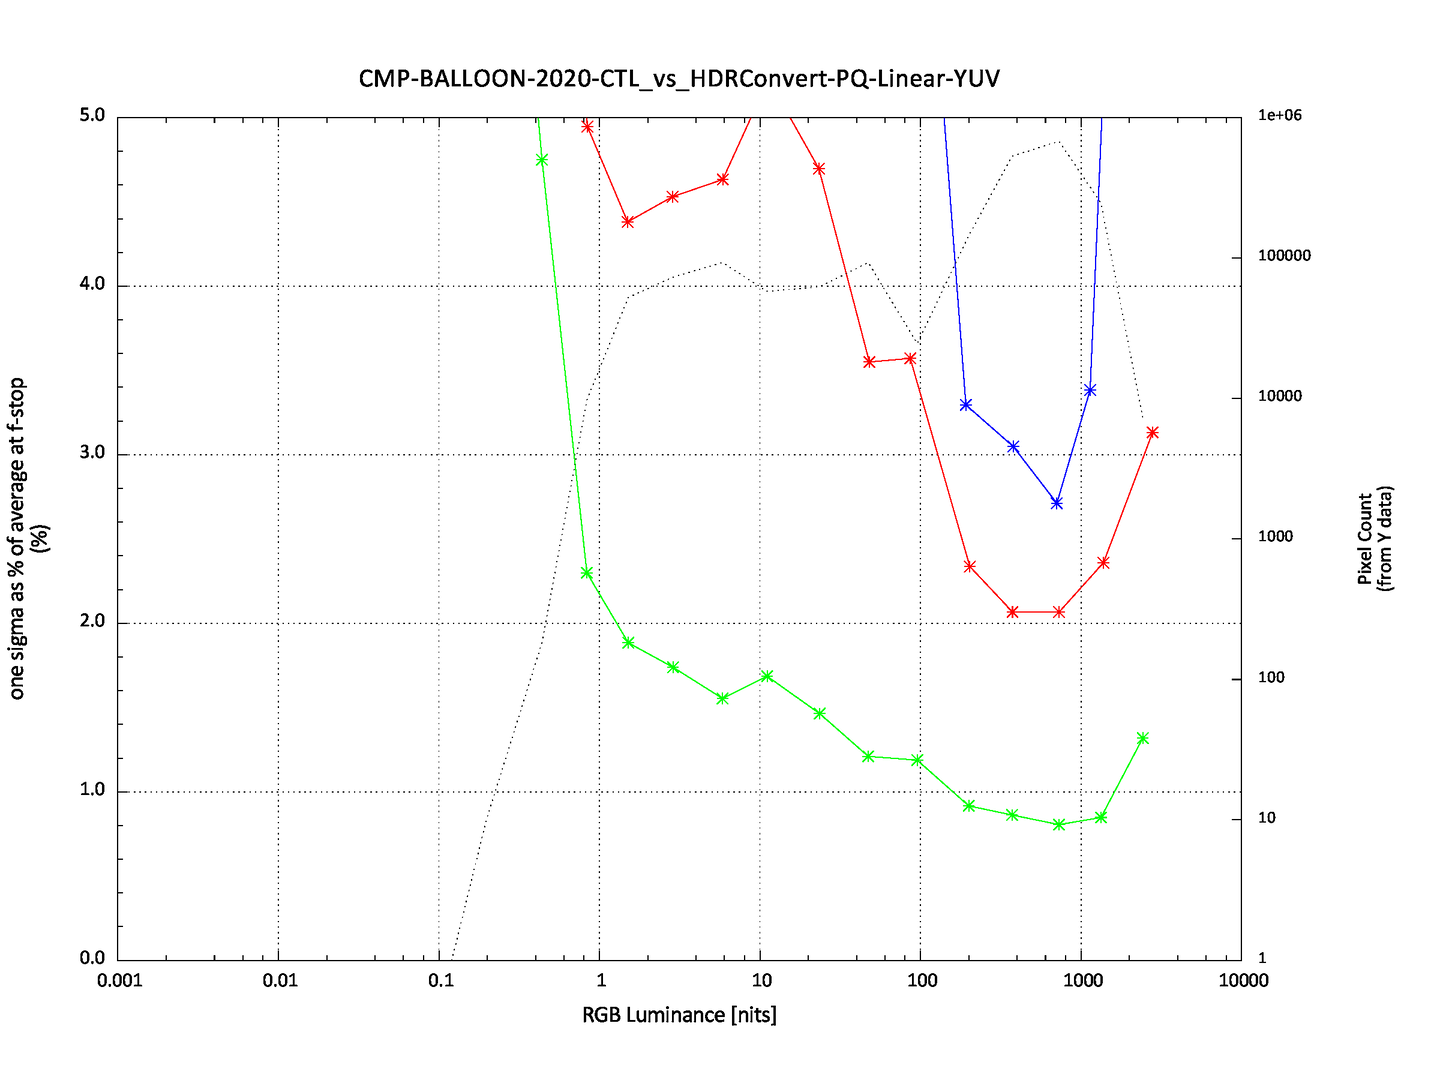 CMP-BALLOON-2020-CTL_vs_HDRConvert-PQ-Linear-YUV
5.0
4.0
3.0
2.0
1.0
0.0
one sigma as % of average at f-stop
(%)
1e+06
100000
10000
1000
100
10
1
Pixel Count
(from Y data)
0.001 0.01 0.1 1 10 100 1000 10000
RGB Luminance [nits]